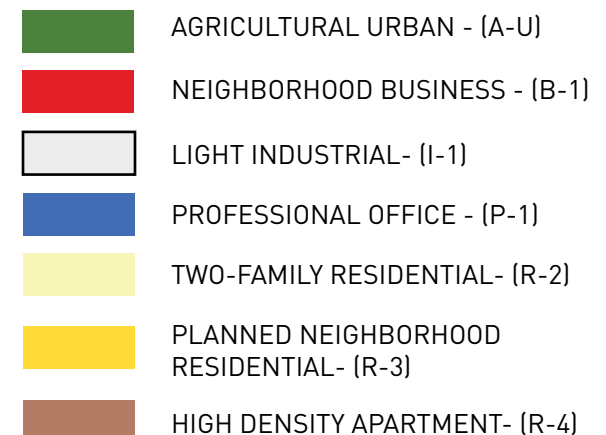 AGRICULTURAL URBAN - (A-U)
NEIGHBORHOOD BUSINESS - (B-1)
LIGHT INDUSTRIAL- (I-1)
PROFESSIONAL OFFICE - (P-1)
TWO-FAMILY RESIDENTIAL- (R-2)
PLANNED NEIGHBORHOOD
RESIDENTIAL- (R-3)
HIGH DENSITY APARTMENT- (R-4)